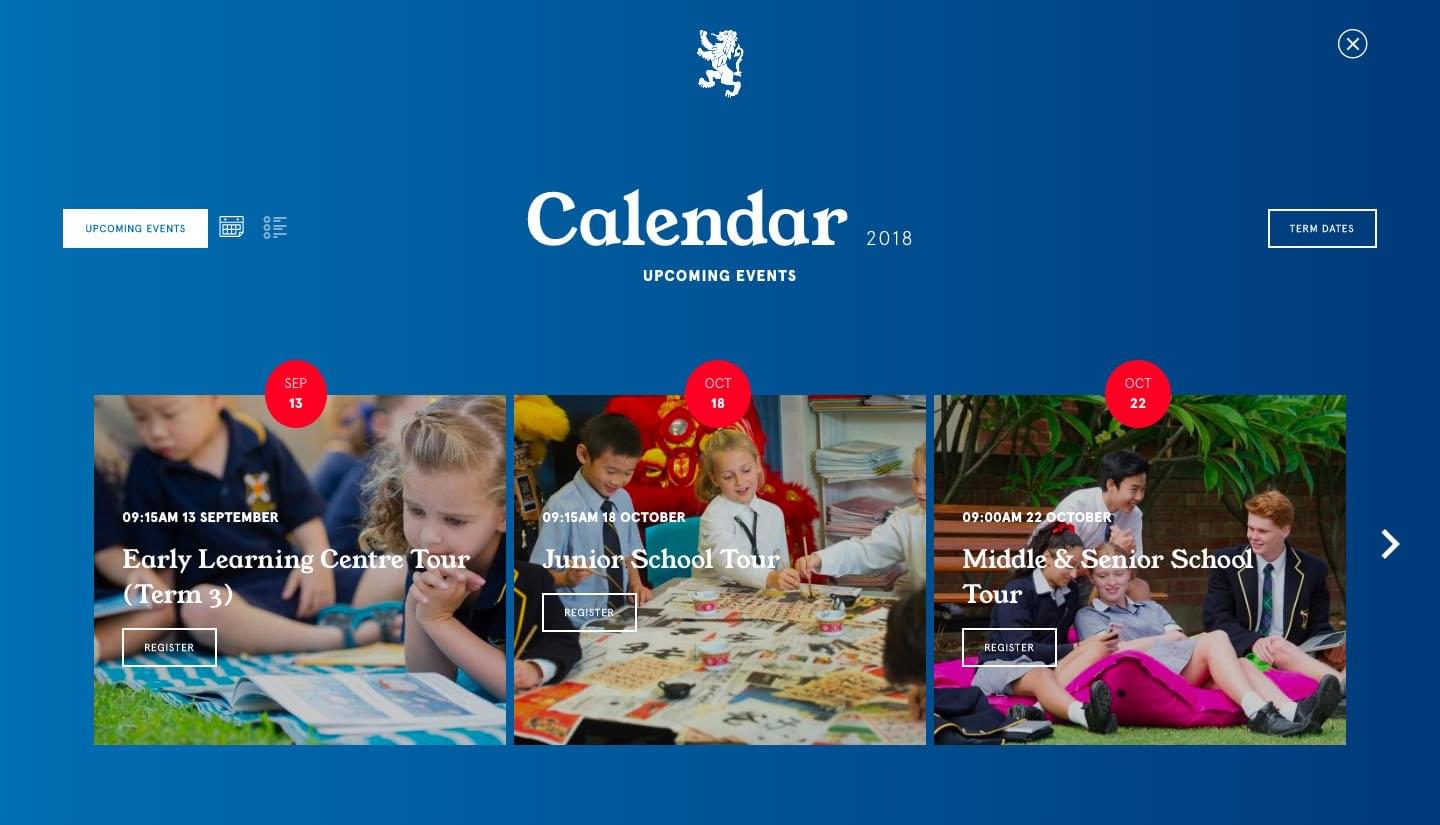 UPCOMING EVENTS
Calendar 2018
UPCOMING EVENTS
TERM DATES
SEP
13
09:15AM 13 SEPTEMBER
Early Learning Centre Tour
(Term 3)
REGISTER
OCT
18
09:15AM 18 OCTOBER
Junior School Tour
REGISTER
OCT
22
09:00AM 22 OCTOBER
Middle & Senior School
Tour
REGISTER